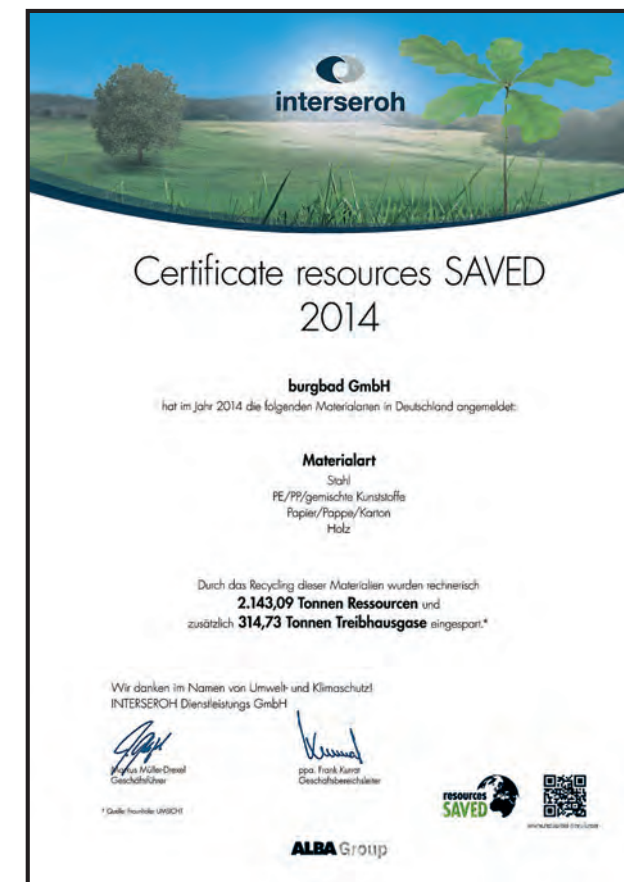 interseroh
Certificate resources SAVED
2014
burgbad GmbH
hat im Jahr 2014 die folgenden Materialarten in Deutschland angemeldet:
Materialart
Stahl
PE/PP/gemischte Kunststoffe
Papier/Pappe/Karton
Holz
Durch das Recycling dieser Materialien wurden rechnerisch
2.143,09 Tonnen Ressourcen und
zusätzlich 314,73 Tonnen Treibhausgase eingespart.*
Wir danken im Namen von Umwelt- und Klimaschutz!
INTERSEROH Dienstleistungs GmbH
Markus Müller-Drexel
Geschäftsführer
ppa. Frank Kurrat
Geschäftsbereichsleiter
* Quelle: Fraunhofer UMSICHT
resources
SAVED
ALBA Group